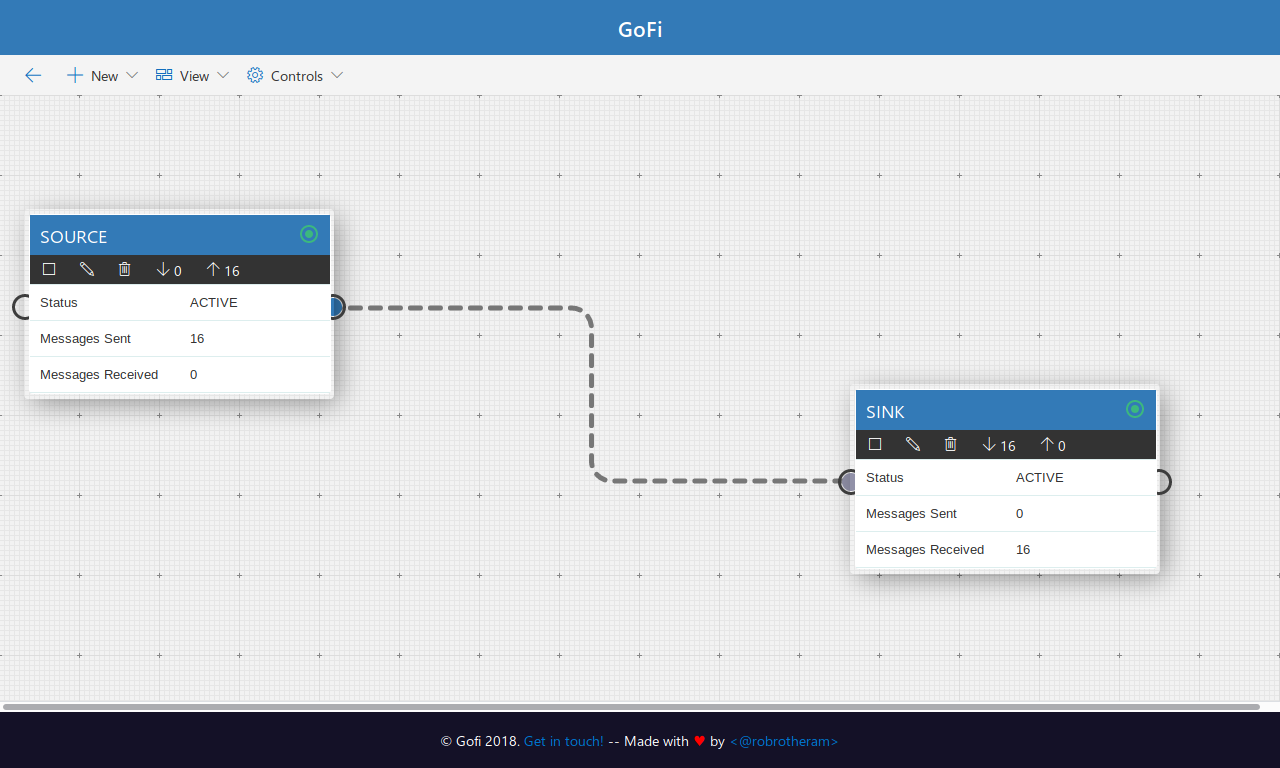 GoFi
New View Controls
SOURCE
0 16
Status ACTIVE
Messages Sent 16
Messages Received 0
SINK
16 0
Status ACTIVE
Messages Sent 0
Messages Received 16
© Gofi 2018. Get in touch! -- Made with ♥ by <@robrotheram>